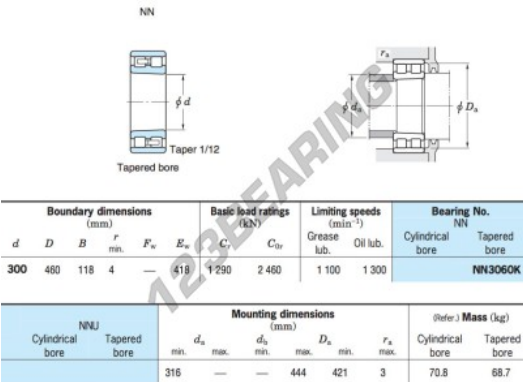 NN
φd
Taper 1/12
Tapered bore
ra
φda
φDa
123BEARING
Boundary dimensions
(mm)
Basic load ratings
(kN)
Limiting speeds
(min⁻¹)
Bearing No.
NN
d D B r min. Fw Ew Cr C0r Grease lub. Oil lub. Cylindrical bore Tapered bore
300 460 118 4 — 418 1 290 2 460 1 100 1 300 NN3060K
NNU
Cylindrical bore Tapered bore
Mounting dimensions
(mm)
(Refer.) Mass (kg)
da db Da ra Cylindrical bore Tapered bore
min. max. min. max. min. max.
316 — — 444 421 3 70.8 68.7